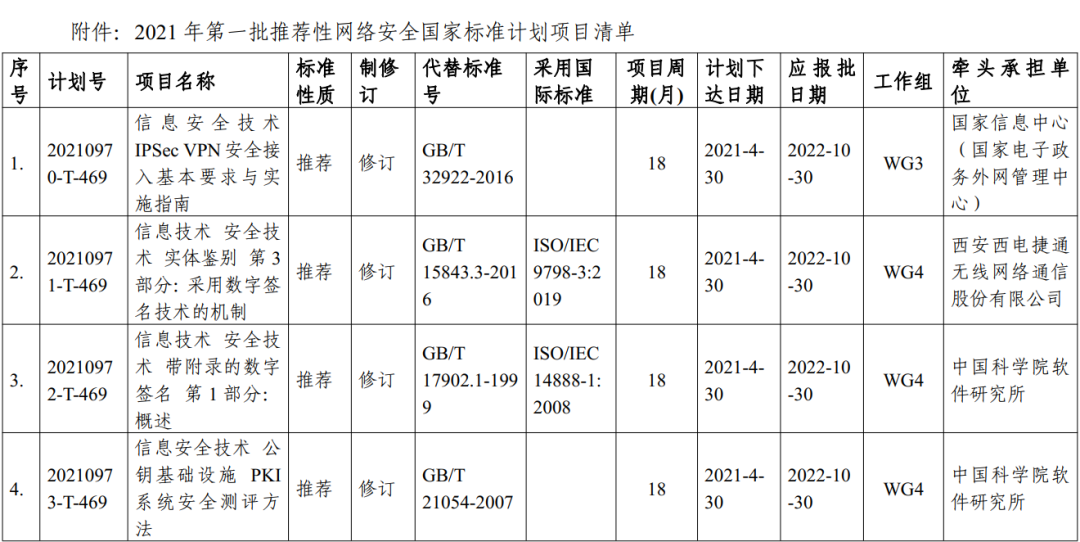 附件：2021 年第一批推荐性网络安全国家标准计划项目清单
序号 计划号 项目名称 标准性质 制修订 代替标准号 采用国际标准 项目周期(月) 计划下达日期 应报批日期 工作组 牵头承担单位
1.
20210970-T-469
信息安全技术
IPSec VPN 安全接
入基本要求与实
施指南
推荐
修订
GB/T
32922-2016
18
2021-4-
30
2022-10
-30
WG3
国家信息中心
（国家电子政
务外网管理中
心）
2.
2021097
1-T-469
信息技术 安全技
术 实体鉴别 第 3
部分：采用数字签
名技术的机制
推荐
修订
GB/T
15843.3-201
6
ISO/IEC
9798-3:2
019
18
2021-4-
30
2022-10
-30
WG4
西安西电捷通
无线网络通信
股份有限公司
3.
2021097
2-T-469
信息技术 安全技
术 带附录的数字
签名 第 1 部分：
概述
推荐
修订
GB/T
17902.1-199
9
ISO/IEC
14888-1:
2008
18
2021-4-
30
2022-10
-30
WG4
中国科学院软
件研究所
4.
2021097
3-T-469
信息安全技术 公
钥基础设施 PKI
系统安全测评方
法
推荐
修订
GB/T
21054-2007
18
2021-4-
30
2022-10
-30
WG4
中国科学院软
件研究所